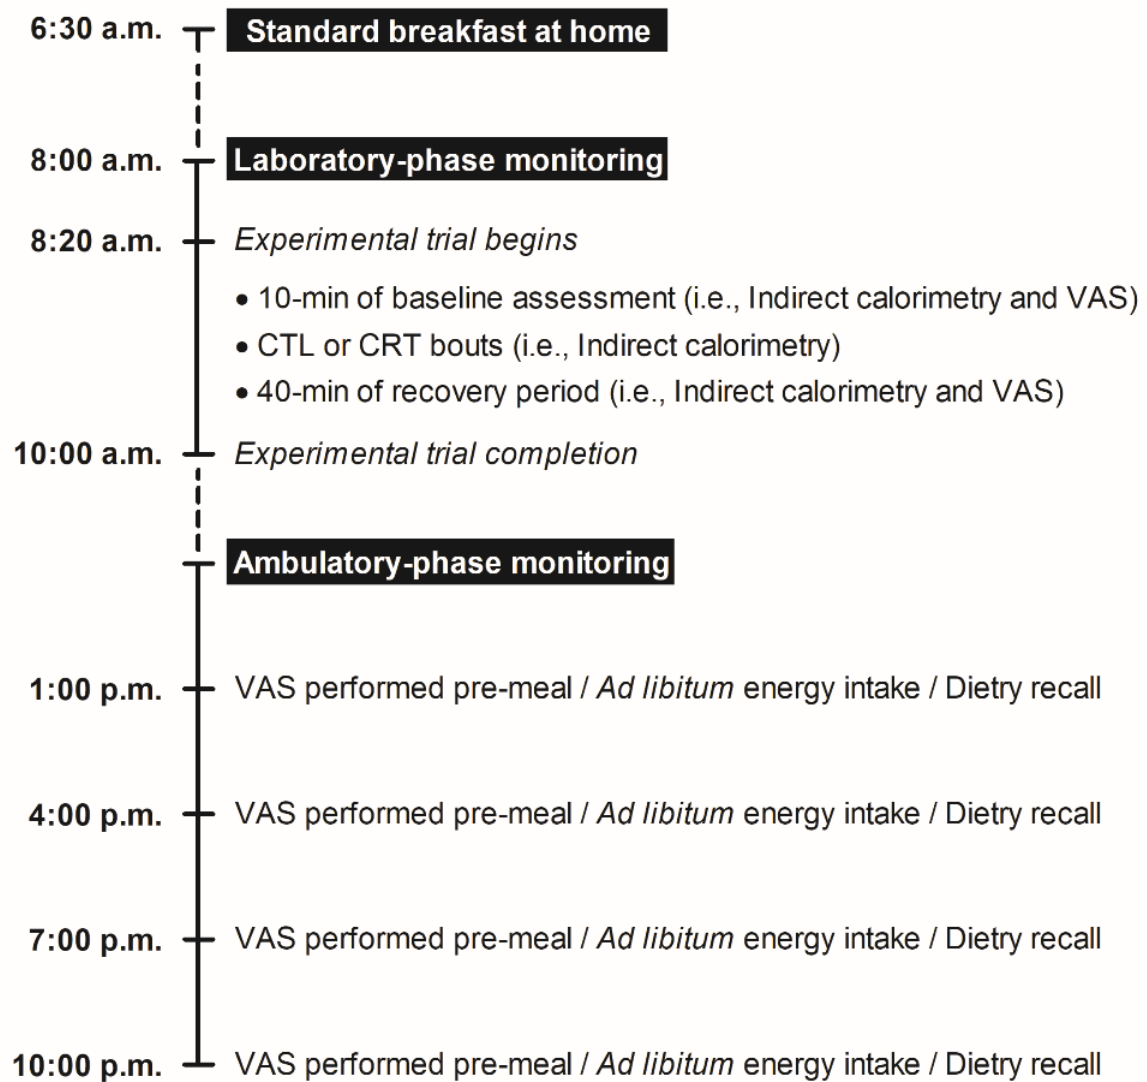 6:30 a.m. Standard breakfast at home
8:00 a.m. Laboratory-phase monitoring
8:20 a.m. Experimental trial begins
• 10-min of baseline assessment (i.e., Indirect calorimetry and VAS)
• CTL or CRT bouts (i.e., Indirect calorimetry)
• 40-min of recovery period (i.e., Indirect calorimetry and VAS)
10:00 a.m. Experimental trial completion
Ambulatory-phase monitoring
1:00 p.m. VAS performed pre-meal / Ad libitum energy intake / Dietry recall
4:00 p.m. VAS performed pre-meal / Ad libitum energy intake / Dietry recall
7:00 p.m. VAS performed pre-meal / Ad libitum energy intake / Dietry recall
10:00 p.m. VAS performed pre-meal / Ad libitum energy intake / Dietry recall